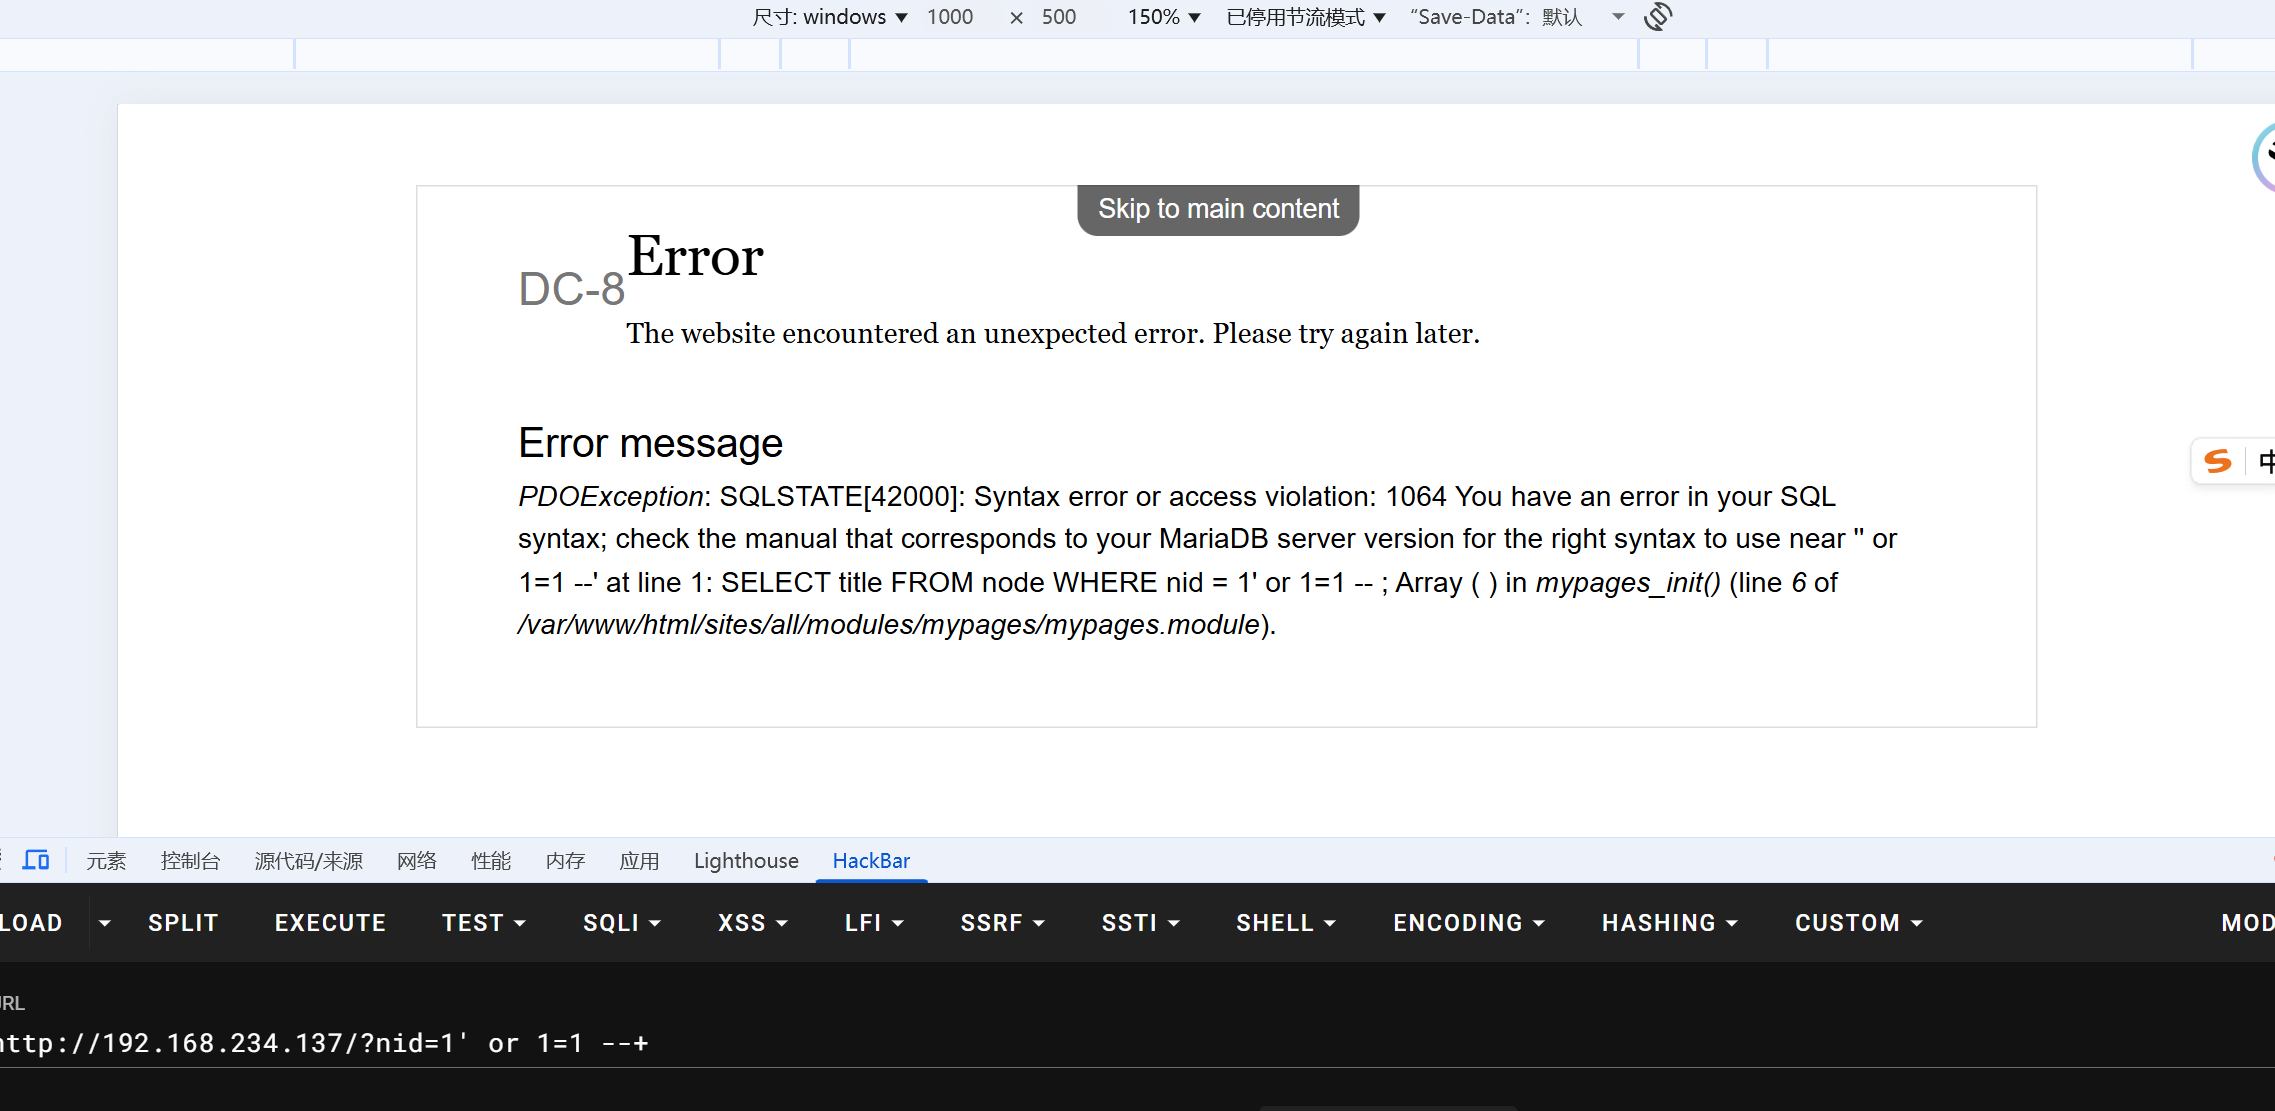 尺寸: windows ▼ 1000 × 500 150% ▼ 已停用节流模式 ▼ “Save-Data”: 默认
Skip to main content
Error
DC-8
The website encountered an unexpected error. Please try again later.
Error message
PDOException: SQLSTATE[42000]: Syntax error or access violation: 1064 You have an error in your SQL
syntax; check the manual that corresponds to your MariaDB server version for the right syntax to use near '' or
1=1 --' at line 1: SELECT title FROM node WHERE nid = 1' or 1=1 -- ; Array ( ) in mypages_init() (line 6 of
/var/www/html/sites/all/modules/mypages/mypages.module).
中
元素 控制台 源代码/来源 网络 性能 内存 应用 Lighthouse HackBar
LOAD SPLIT EXECUTE TEST SQLI XSS LFI SSRF SSTI SHELL ENCODING HASHING CUSTOM MOD
URL
http://192.168.234.137/?nid=1' or 1=1 --+